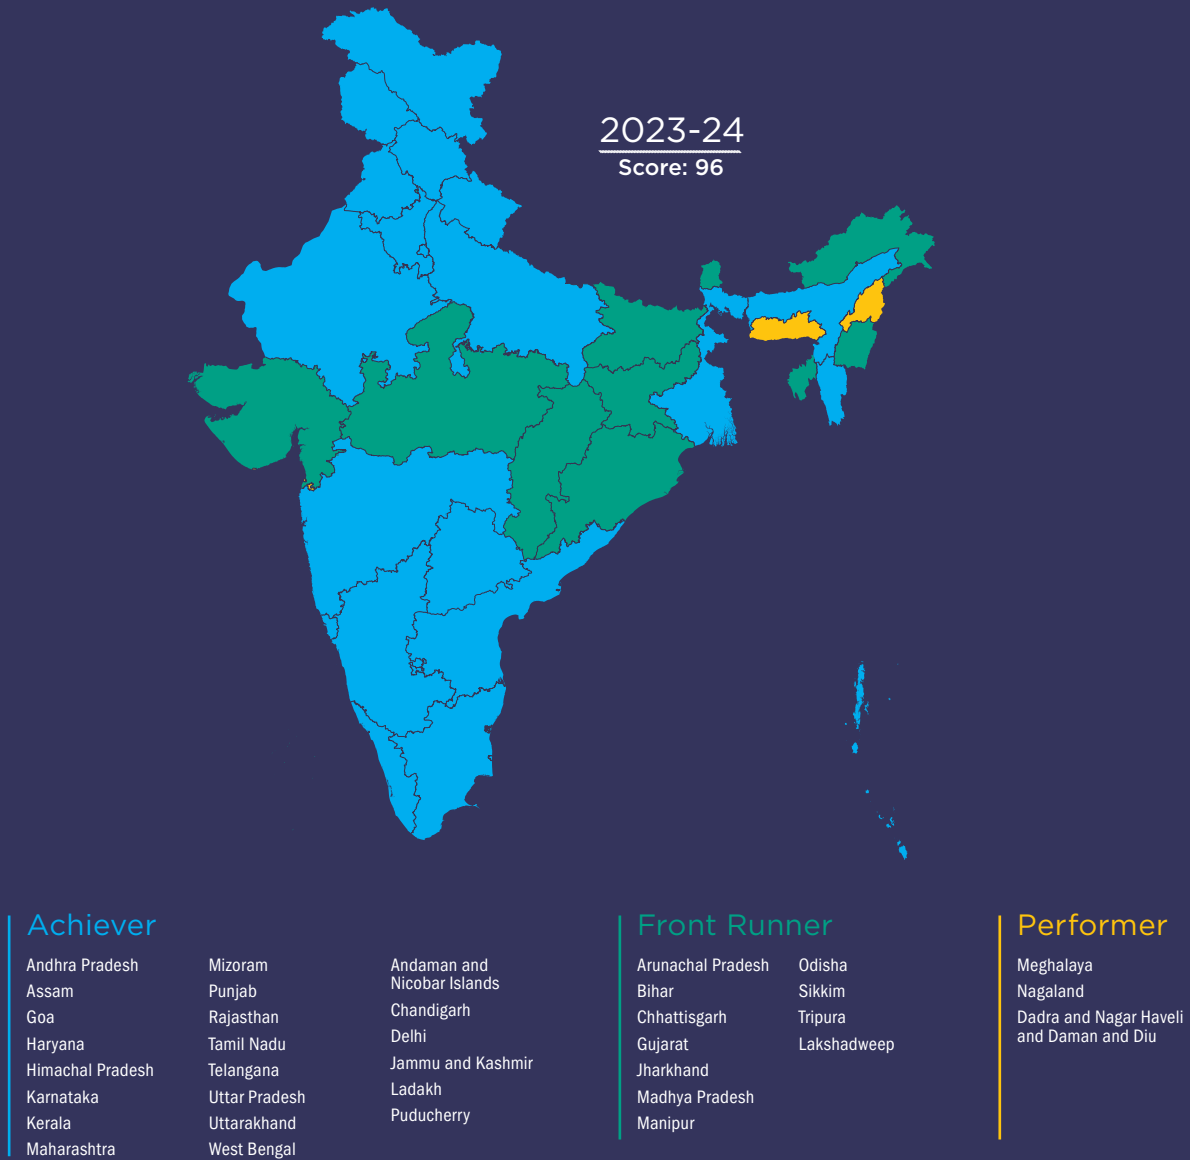 2023-24
Score: 96
Achiever
Andhra Pradesh
Assam
Goa
Haryana
Himachal Pradesh
Karnataka
Kerala
Maharashtra
Mizoram
Punjab
Rajasthan
Tamil Nadu
Telangana
Uttar Pradesh
Uttarakhand
West Bengal
Andaman and
Nicobar Islands
Chandigarh
Delhi
Jammu and Kashmir
Ladakh
Puducherry
Front Runner
Arunachal Pradesh
Bihar
Chhattisgarh
Gujarat
Jharkhand
Madhya Pradesh
Manipur
Odisha
Sikkim
Tripura
Lakshadweep
Performer
Meghalaya
Nagaland
Dadra and Nagar Haveli
and Daman and Diu